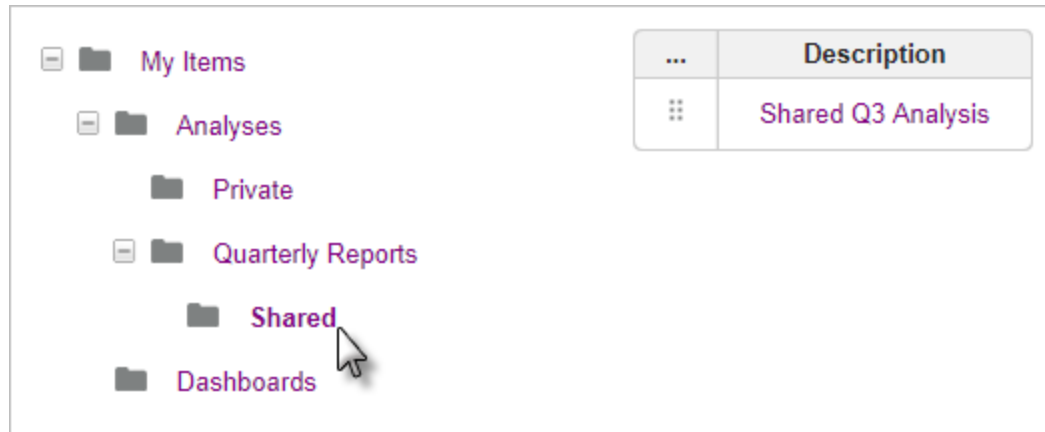 My Items
Analyses
Private
Quarterly Reports
Shared
Dashboards
... Description
Shared Q3 Analysis